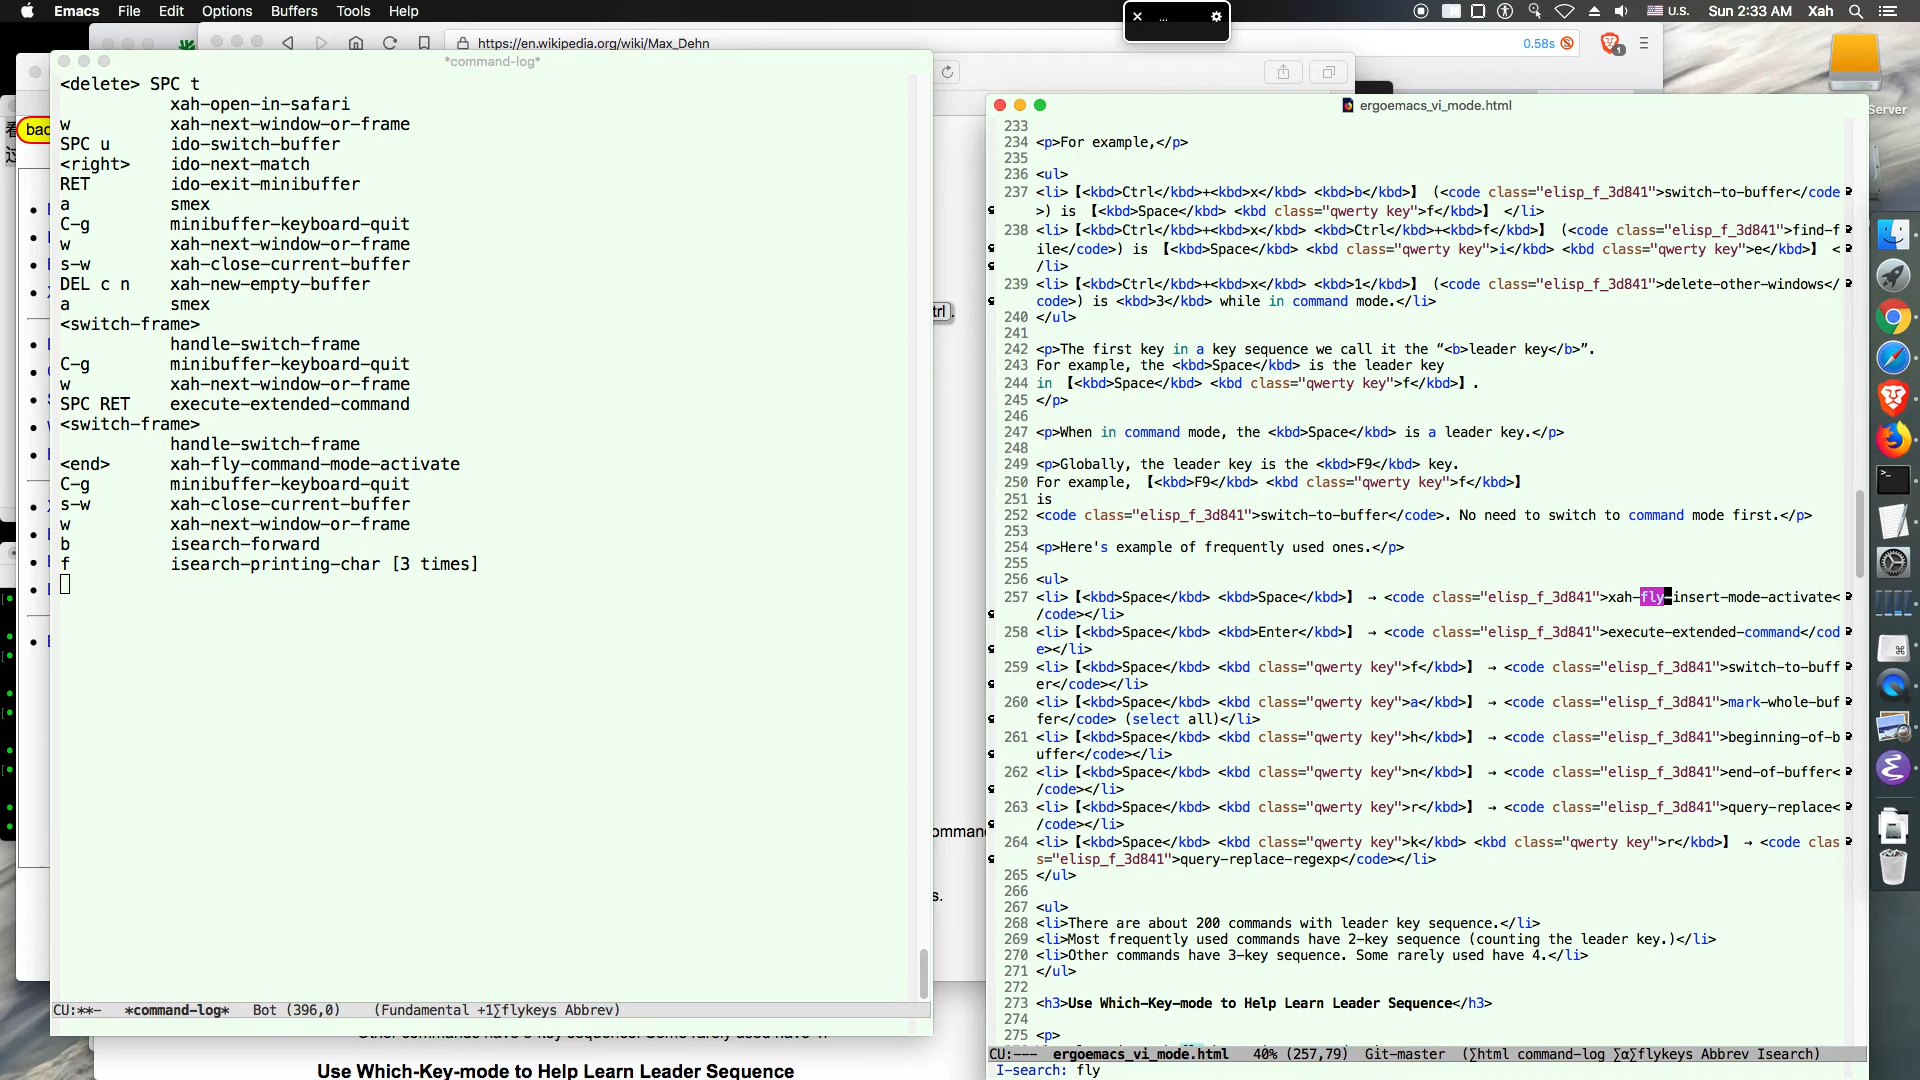 Emacs File Edit Options Buffers Tools Help
× ...
U.S. Sun 2:33 AM Xah
https://en.wikipedia.org/wiki/Max_Dehn
0.58s
1
*command-log*
<delete> SPC t
xah-open-in-safari
w xah-next-window-or-frame
SPC u ido-switch-buffer
<right> ido-next-match
RET ido-exit-minibuffer
a smex
C-g minibuffer-keyboard-quit
w xah-next-window-or-frame
s-w xah-close-current-buffer
DEL c n xah-new-empty-buffer
a smex
<switch-frame>
handle-switch-frame
C-g minibuffer-keyboard-quit
w xah-next-window-or-frame
SPC RET execute-extended-command
<switch-frame>
handle-switch-frame
<end> xah-fly-command-mode-activate
C-g minibuffer-keyboard-quit
s-w xah-close-current-buffer
w xah-next-window-or-frame
b isearch-forward
f isearch-printing-char [3 times]
CU:**- *command-log* Bot (396,0) (Fundamental +1∑flykeys Abbrev)
Use Which-Key-mode to Help Learn Leader Sequence
ergoemacs_vi_mode.html
233
234 <p>For example,</p>
235
236 <ul>
237 <li>【<kbd>Ctrl</kbd>+<kbd>x</kbd> <kbd>b</kbd>】 (<code class="elisp_f_3d841">switch-to-buffer</code
>) is 【<kbd>Space</kbd> <kbd class="qwerty key">f</kbd>】 </li>
238 <li>【<kbd>Ctrl</kbd>+<kbd>x</kbd> <kbd>Ctrl</kbd>+<kbd>f</kbd>】 (<code class="elisp_f_3d841">find-f
ile</code>) is 【<kbd>Space</kbd> <kbd class="qwerty key">i</kbd> <kbd class="qwerty key">e</kbd>】 <
/li>
239 <li>【<kbd>Ctrl</kbd>+<kbd>x</kbd> <kbd>1</kbd>】 (<code class="elisp_f_3d841">delete-other-windows</
code>) is <kbd>3</kbd> while in command mode.</li>
240 </ul>
241
242 <p>The first key in a key sequence we call it the “<b>leader key</b>”.
243 For example, the <kbd>Space</kbd> is the leader key
244 in 【<kbd>Space</kbd> <kbd class="qwerty key">f</kbd>】.
245 </p>
246
247 <p>When in command mode, the <kbd>Space</kbd> is a leader key.</p>
248
249 <p>Globally, the leader key is the <kbd>F9</kbd> key.
250 For example, 【<kbd>F9</kbd> <kbd class="qwerty key">f</kbd>】
251 is
252 <code class="elisp_f_3d841">switch-to-buffer</code>. No need to switch to command mode first.</p>
253
254 <p>Here's example of frequently used ones.</p>
255
256 <ul>
257 <li>【<kbd>Space</kbd> <kbd>Space</kbd>】 → <code class="elisp_f_3d841">xah-fly-insert-mode-activate<
/code></li>
258 <li>【<kbd>Space</kbd> <kbd>Enter</kbd>】 → <code class="elisp_f_3d841">execute-extended-command</cod
e></li>
259 <li>【<kbd>Space</kbd> <kbd class="qwerty key">f</kbd>】 → <code class="elisp_f_3d841">switch-to-buff
er</code></li>
260 <li>【<kbd>Space</kbd> <kbd class="qwerty key">a</kbd>】 → <code class="elisp_f_3d841">mark-whole-buf
fer</code> (select all)</li>
261 <li>【<kbd>Space</kbd> <kbd class="qwerty key">h</kbd>】 → <code class="elisp_f_3d841">beginning-of-b
uffer</code></li>
262 <li>【<kbd>Space</kbd> <kbd class="qwerty key">n</kbd>】 → <code class="elisp_f_3d841">end-of-buffer<
/code></li>
263 <li>【<kbd>Space</kbd> <kbd class="qwerty key">r</kbd>】 → <code class="elisp_f_3d841">query-replace<
/code></li>
264 <li>【<kbd>Space</kbd> <kbd class="qwerty key">k</kbd> <kbd class="qwerty key">r</kbd>】 → <code clas
s="elisp_f_3d841">query-replace-regexp</code></li>
265 </ul>
266
267 <ul>
268 <li>There are about 200 commands with leader key sequence.</li>
269 <li>Most frequently used commands have 2-key sequence (counting the leader key.)</li>
270 <li>Other commands have 3-key sequence. Some rarely used have 4.</li>
271 </ul>
272
273 <h3>Use Which-Key-mode to Help Learn Leader Sequence</h3>
274
275 <p>
CU:--- ergoemacs_vi_mode.html 40% (257,79) Git-master (∑html command-log ∑α∑flykeys Abbrev Isearch)
I-search: fly